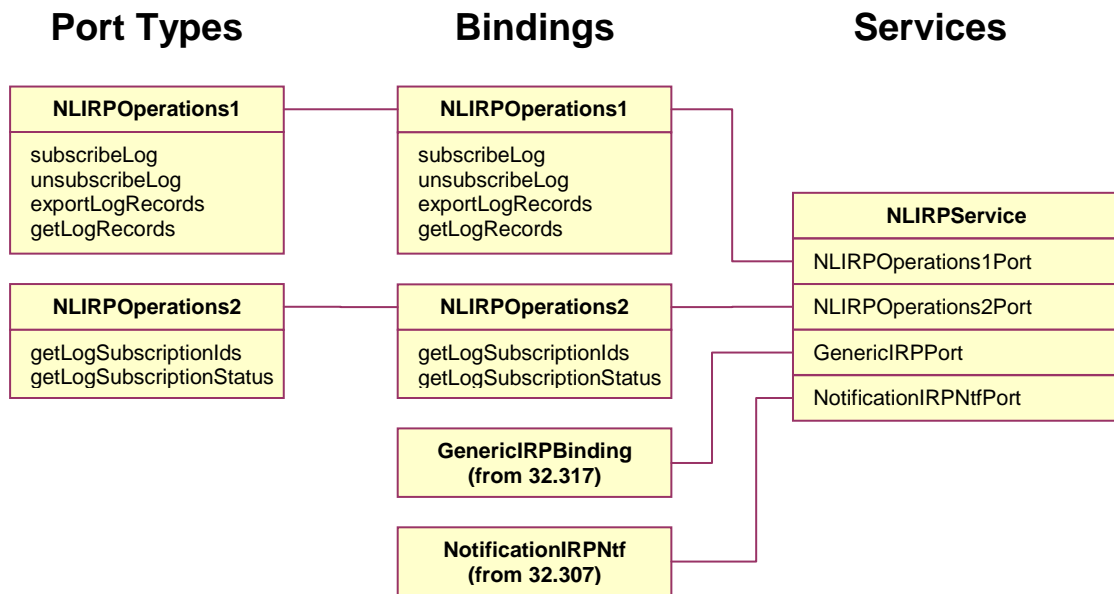 Port Types
Bindings
Services
NLIRPOperations1
subscribeLog
unsubscribeLog
exportLogRecords
getLogRecords
NLIRPOperations2
getLogSubscriptionIds
getLogSubscriptionStatus
NLIRPOperations1
subscribeLog
unsubscribeLog
exportLogRecords
getLogRecords
NLIRPOperations2
getLogSubscriptionIds
getLogSubscriptionStatus
GenericIRPBinding
(from 32.317)
NotificationIRPNtf
(from 32.307)
NLIRPService
NLIRPOperations1Port
NLIRPOperations2Port
GenericIRPPort
NotificationIRPNtfPort